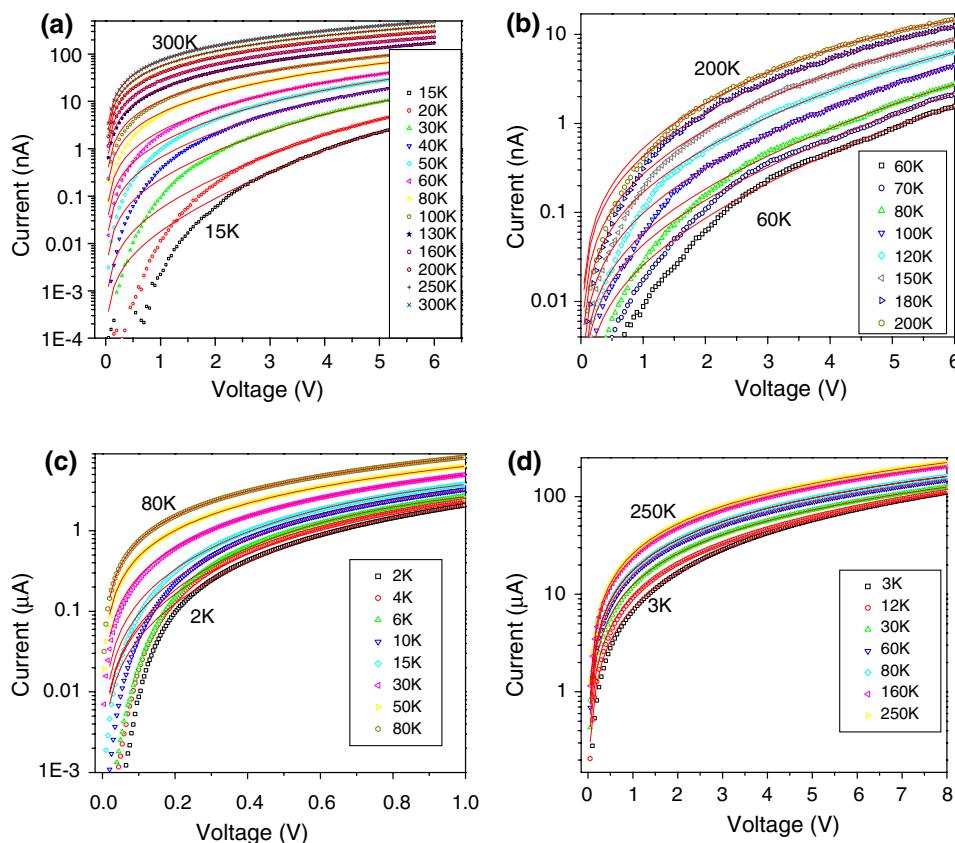 (a)
300K
15K
500
100
10
1
0.1
0.01
1E-3
1E-4
0
1
2
3
4
5
6
Current (nA)
Voltage (V)
15K
20K
30K
40K
50K
60K
80K
100K
130K
160K
200K
250K
300K
(b)
200K
60K
10
1
0.1
0.01
0
1
2
3
4
5
6
Current (nA)
Voltage (V)
60K
70K
80K
100K
120K
150K
180K
200K
(c)
80K
2K
1
0.1
0.01
1E-3
0.0
0.2
0.4
0.6
0.8
1.0
Current (μA)
Voltage (V)
2K
4K
6K
10K
15K
30K
50K
80K
(d)
250K
3K
100
10
1
0
1
2
3
4
5
6
7
8
Current (μA)
Voltage (V)
3K
12K
30K
60K
80K
160K
250K